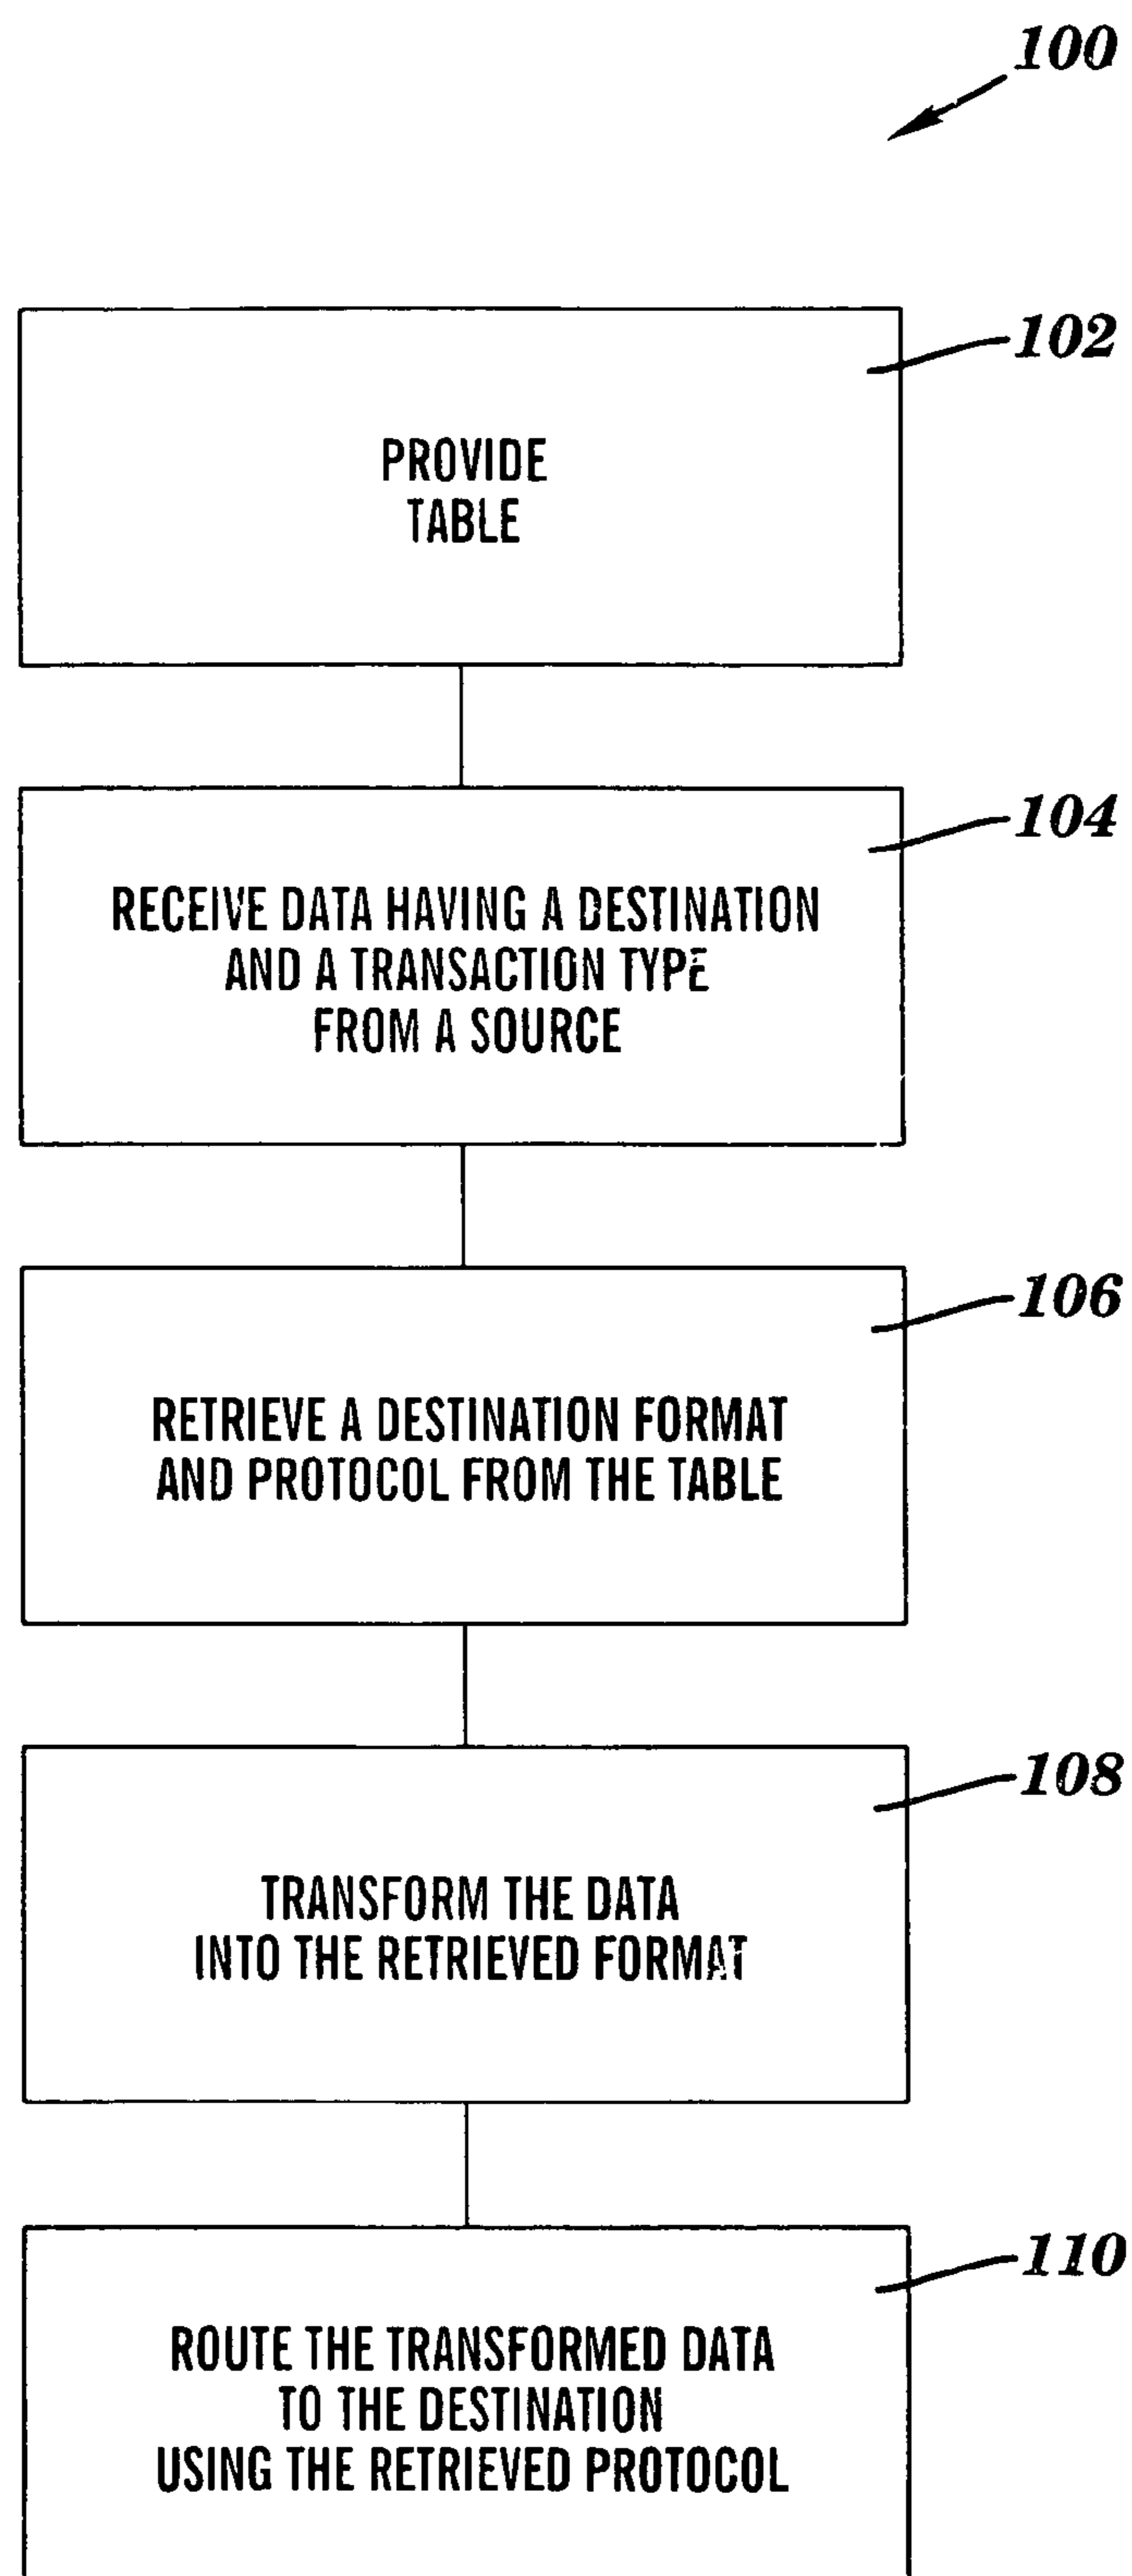 100
102
PROVIDE
TABLE
104
RECEIVE DATA HAVING A DESTINATION
AND A TRANSACTION TYPE
FROM A SOURCE
106
RETRIEVE A DESTINATION FORMAT
AND PROTOCOL FROM THE TABLE
108
TRANSFORM THE DATA
INTO THE RETRIEVED FORMAT
110
ROUTE THE TRANSFORMED DATA
TO THE DESTINATION
USING THE RETRIEVED PROTOCOL